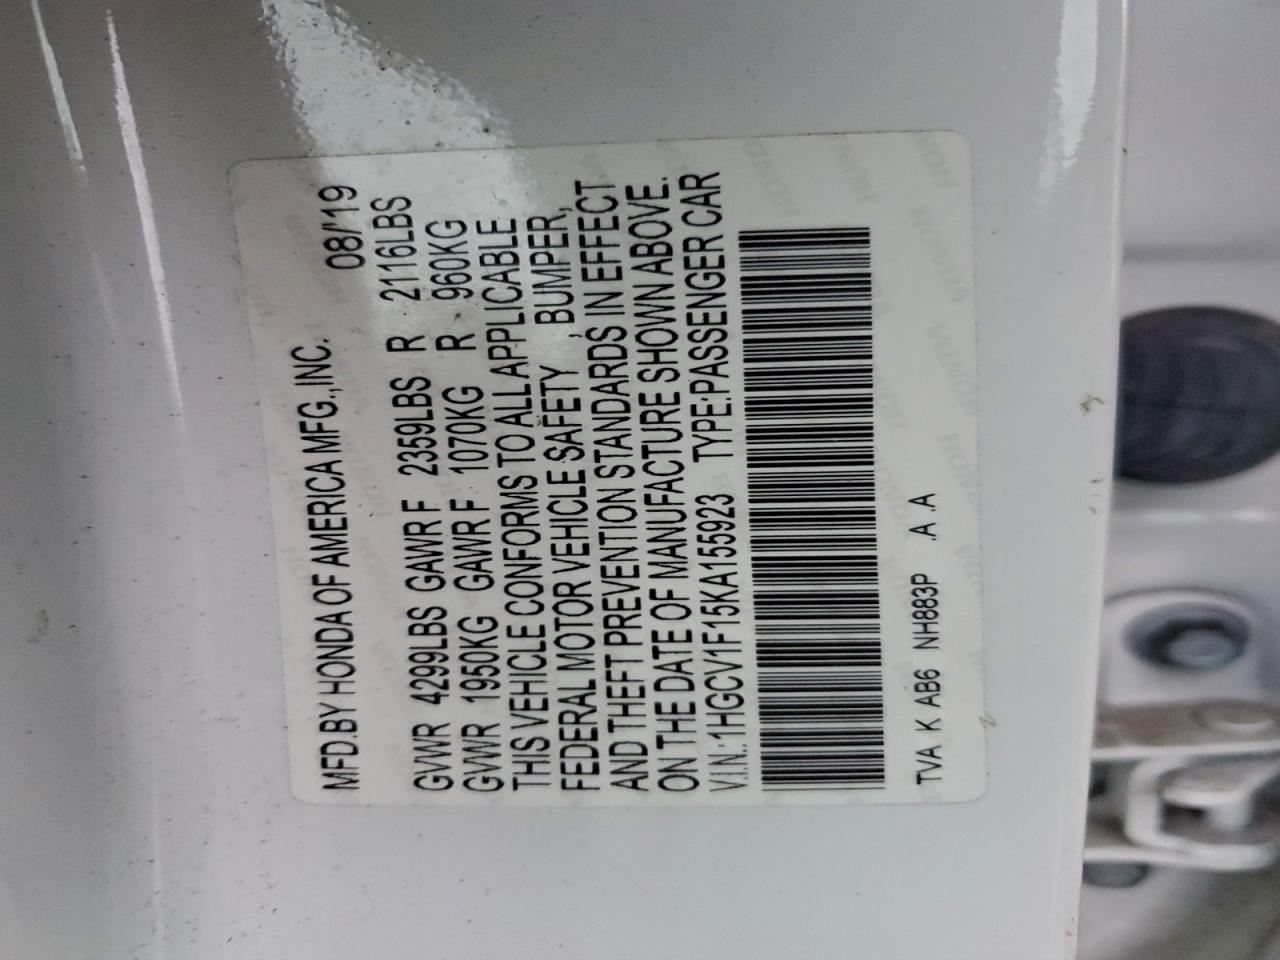 MFD.BY HONDA OF AMERICA MFG.,INC. 08/'19
GVWR 4299LBS GAWR F 2359LBS R 2116LBS
GVWR 1950KG GAWR F 1070KG R 960KG
THIS VEHICLE CONFORMS TO ALL APPLICABLE
FEDERAL MOTOR VEHICLE SAFETY , BUMPER,
AND THEFT PREVENTION STANDARDS IN EFFECT
ON THE DATE OF MANUFACTURE SHOWN ABOVE.
V.I.N.:1HGCV1F15KA155923 TYPE:PASSENGER CAR
TVA K AB6 NH883P .A .A